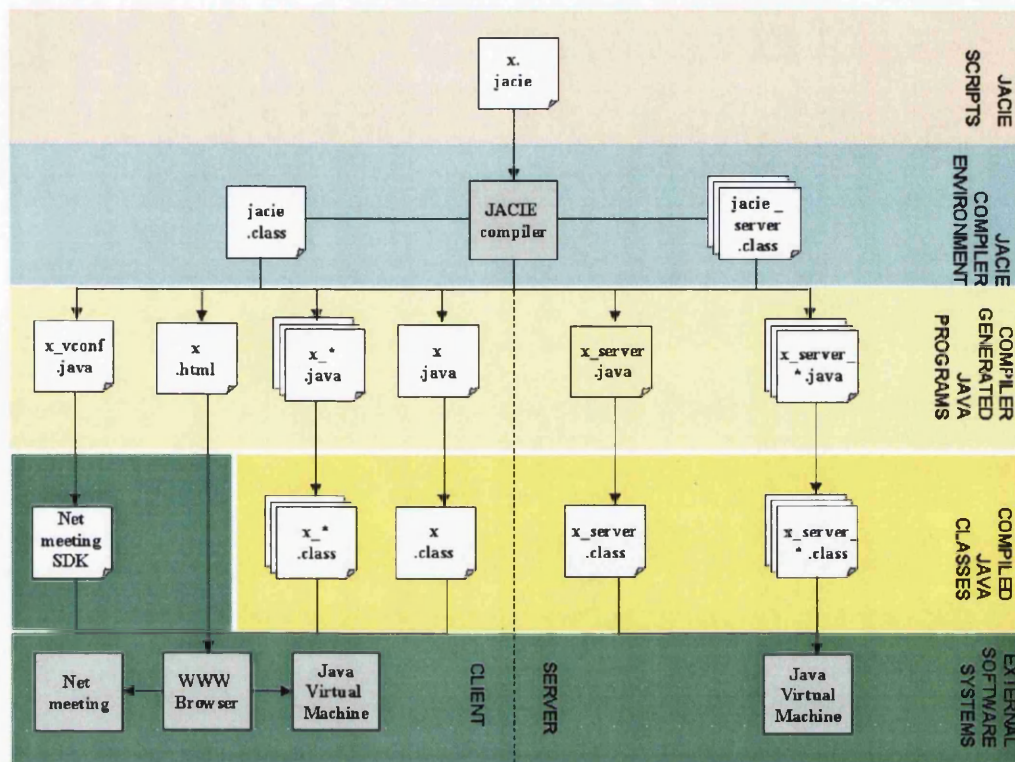 x.
jacie
JACIE
SCRIPTS
jacie
.class
JACIE
compiler
jacie_
server
.class
JACIE
COMPILER
ENVIRONMENT
x_vconf
.java
x
.html
x_*
.java
x
.java
x_server
.java
x_server_
*.java
COMPILER
GENERATED
JAVA
PROGRAMS
Net
meeting
SDK
x_*
.class
x
.class
x_server
.class
x_server_
*.class
COMPILED
JAVA
CLASSES
Net
meeting
WWW
Browser
Java
Virtual
Machine
CLIENT
SERVER
Java
Virtual
Machine
EXTERNAL
SOFTWARE
SYSTEMS